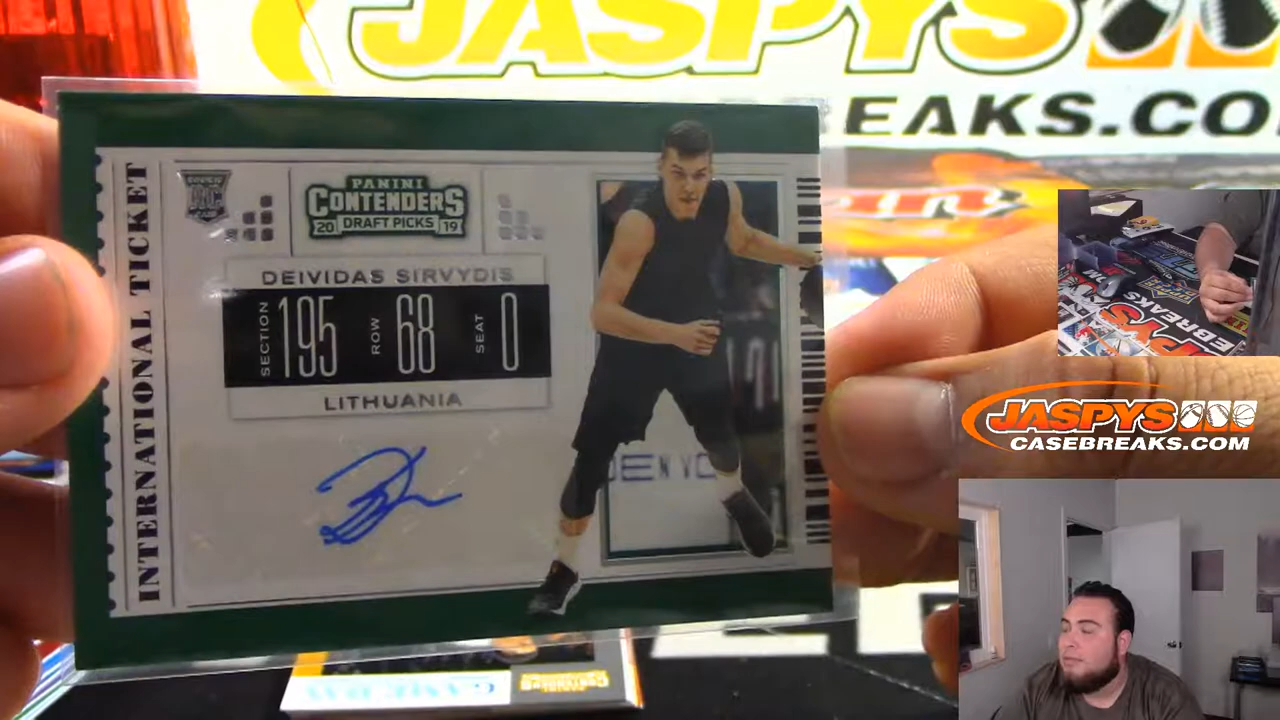 JASPYS
EAKS.CO
INTERNATIONAL TICKET
RC
PANINI
CONTENDERS
20 DRAFT PICKS 19
DEIVIDAS SIRVYDIS
SECTION 195 ROW 68 SEAT 0
LITHUANIA
JASPYS
CASEBREAKS.COM